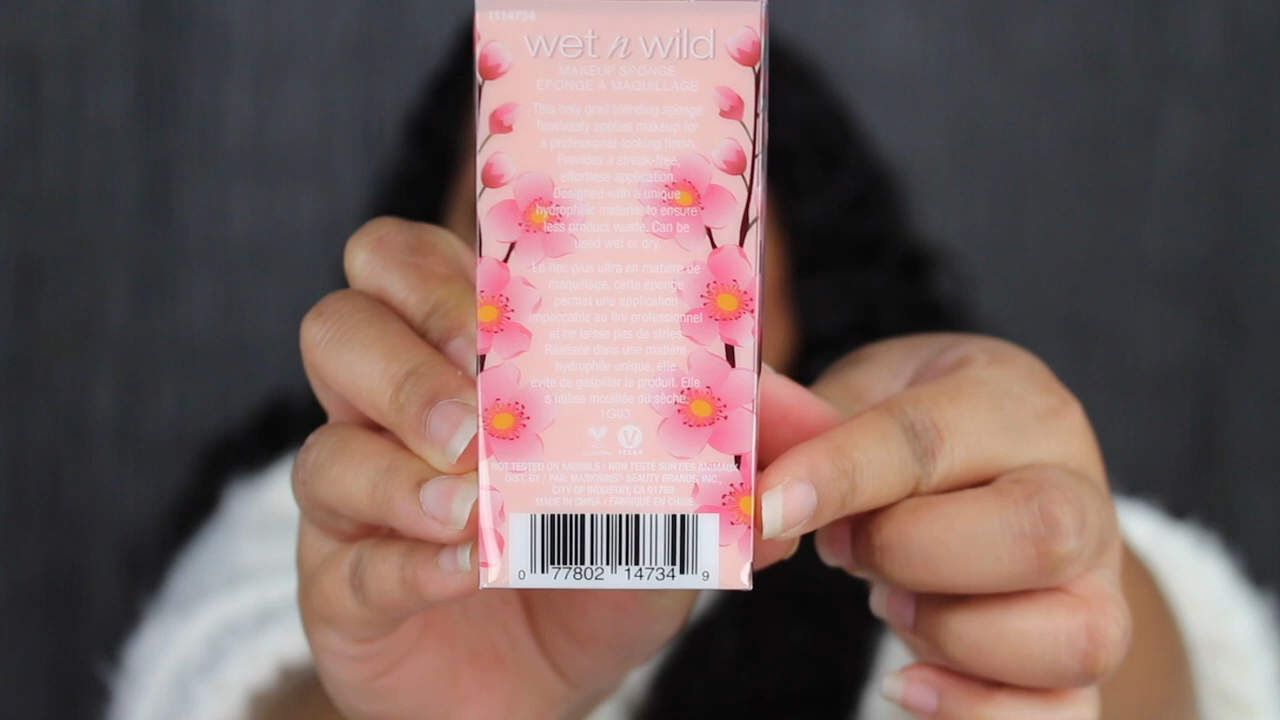 1114734
wet n wild
MAKEUP SPONGE
ÉPONGE À MAQUILLAGE
This holy grail blending sponge
flawlessly applies makeup for
a professional-looking finish.
Provides a streak-free,
effortless application.
Designed with a unique
hydrophilic material to ensure
less product waste. Can be
used wet or dry.
Le nec plus ultra en matière de
maquillage, cette éponge
permet une application
impeccable au fini professionnel
et ne laisse pas de stries.
Réalisée dans une matière
hydrophile unique, elle
évite de gaspiller le produit. Elle
s'utilise mouillée ou sèche.
1G03
VEGAN
NOT TESTED ON ANIMALS / NON TESTÉ SUR DES ANIMAUX
DIST. BY / PAR: MARKWINS® BEAUTY BRANDS, INC.,
CITY OF INDUSTRY, CA 91789
MADE IN CHINA / FABRIQUÉ EN CHINE
0 77802 14734 9